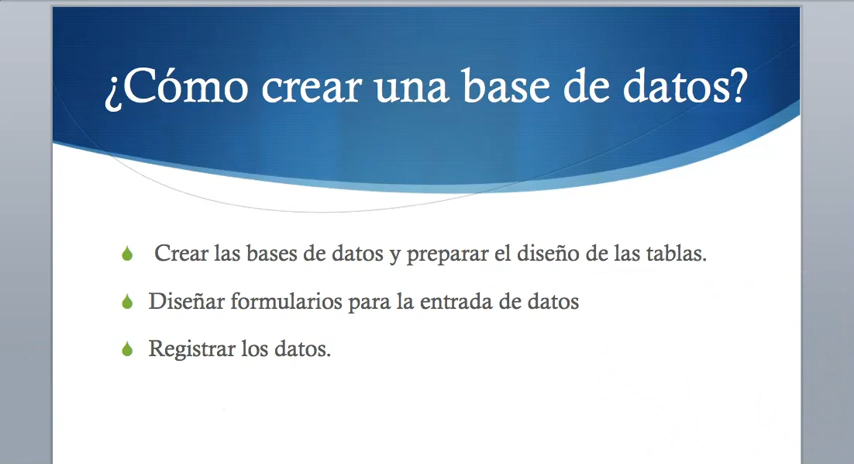 ¿Cómo crear una base de datos?
Crear las bases de datos y preparar el diseño de las tablas.
Diseñar formularios para la entrada de datos
Registrar los datos.